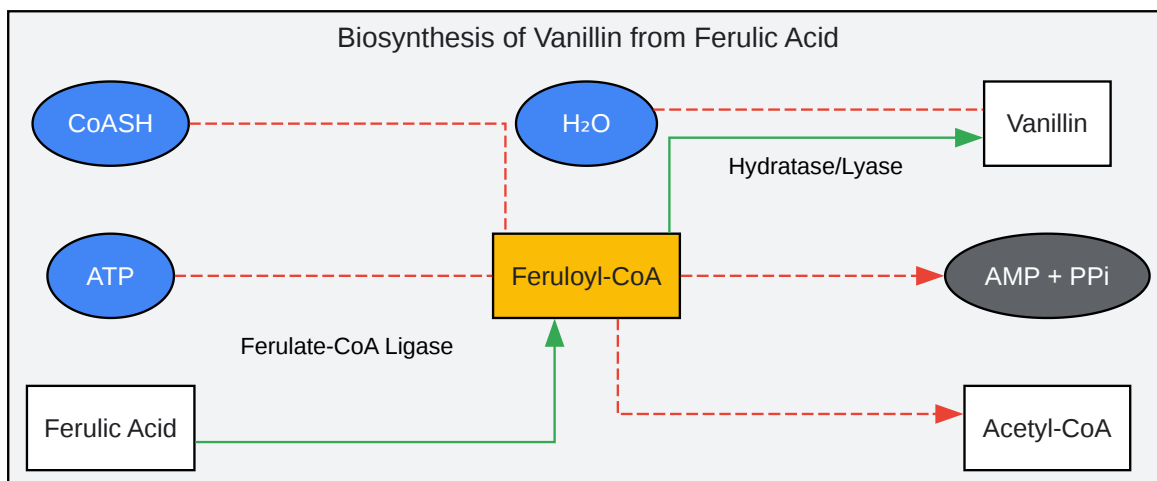 Biosynthesis of Vanillin from Ferulic Acid
CoASH
H₂O
Vanillin
Hydratase/Lyase
ATP
Feruloyl-CoA
AMP + PPi
Ferulate-CoA Ligase
Ferulic Acid
Acetyl-CoA